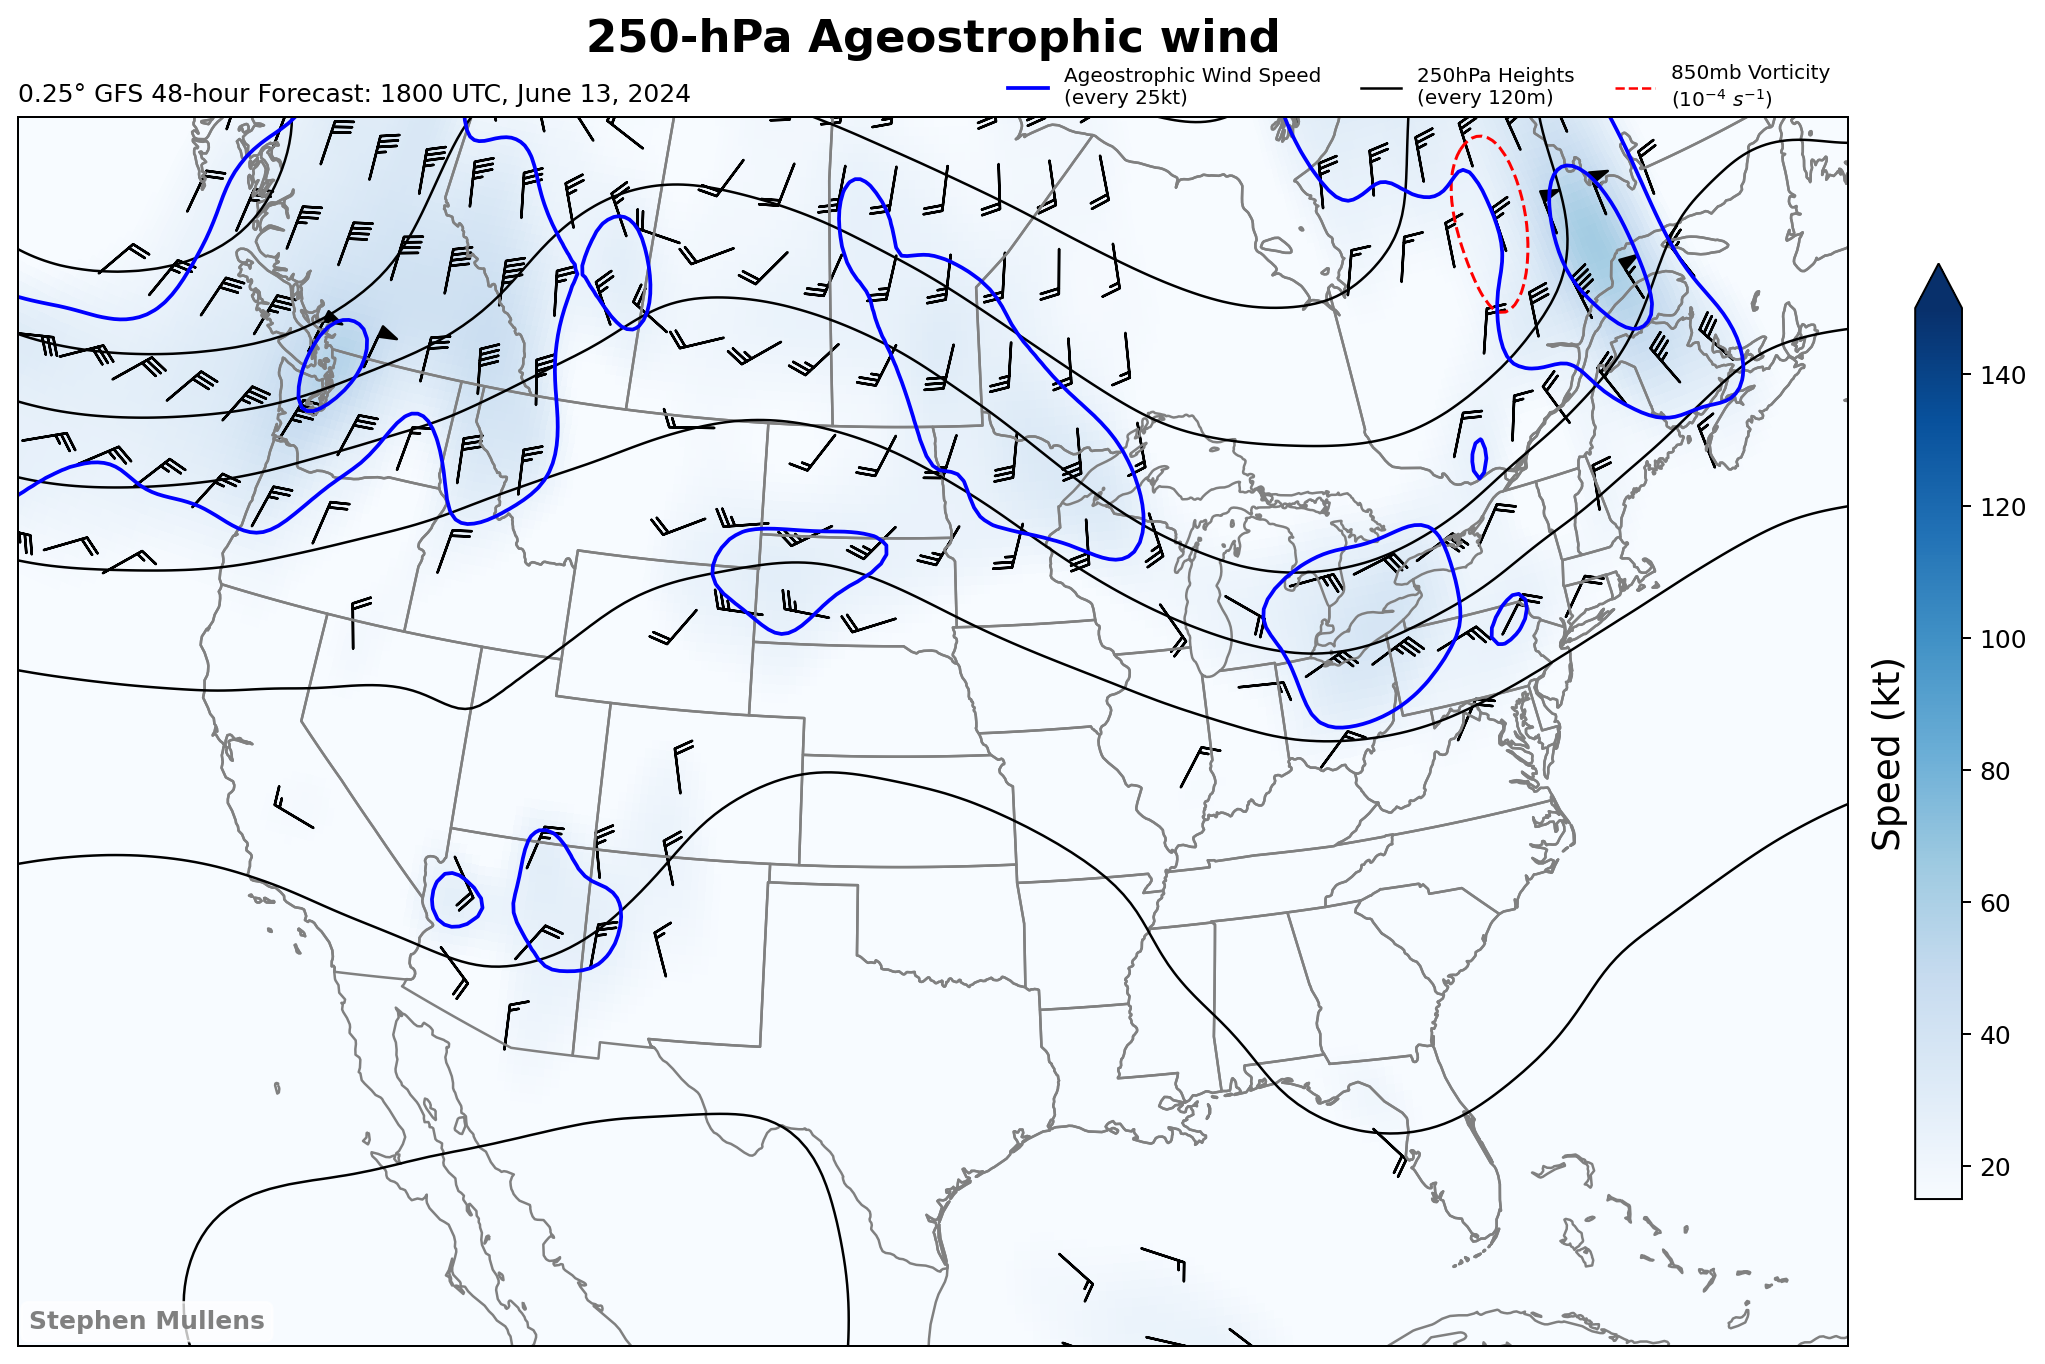 250-hPa Ageostrophic wind
0.25° GFS 48-hour Forecast: 1800 UTC, June 13, 2024
Ageostrophic Wind Speed
(every 25kt)
250hPa Heights
(every 120m)
850mb Vorticity
(10⁻⁴ s⁻¹)
140
120
100
80
60
40
20
Speed (kt)
Stephen Mullens